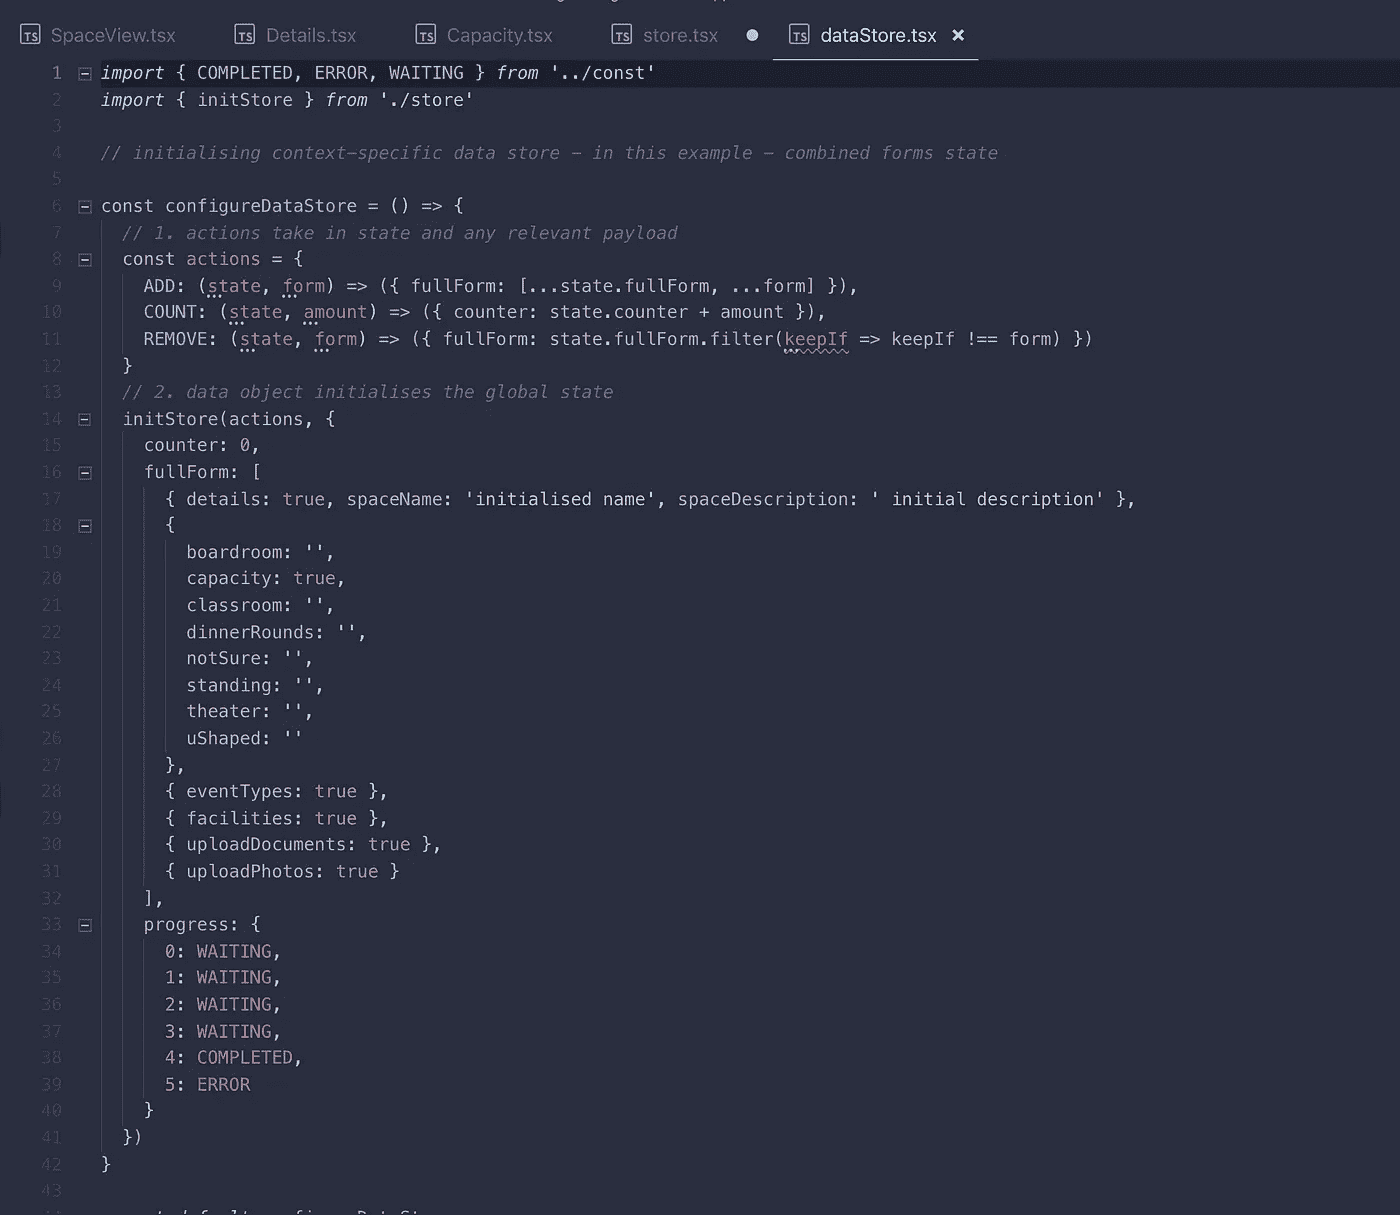 SpaceView.tsx Details.tsx Capacity.tsx store.tsx dataStore.tsx
1 import { COMPLETED, ERROR, WAITING } from '../const'
2 import { initStore } from './store'
3
4 // initialising context-specific data store - in this example - combined forms state
5
6 const configureDataStore = () => {
7 // 1. actions take in state and any relevant payload
8 const actions = {
9 ADD: (state, form) => ({ fullForm: [...state.fullForm, ...form] }),
10 COUNT: (state, amount) => ({ counter: state.counter + amount }),
11 REMOVE: (state, form) => ({ fullForm: state.fullForm.filter(keepIf => keepIf !== form) })
12 }
13 // 2. data object initialises the global state
14 initStore(actions, {
15 counter: 0,
16 fullForm: [
17 { details: true, spaceName: 'initialised name', spaceDescription: ' initial description' },
18 {
19 boardroom: '',
20 capacity: true,
21 classroom: '',
22 dinnerRounds: '',
23 notSure: '',
24 standing: '',
25 theater: '',
26 uShaped: ''
27 },
28 { eventTypes: true },
29 { facilities: true },
30 { uploadDocuments: true },
31 { uploadPhotos: true }
32 ],
33 progress: {
34 0: WAITING,
35 1: WAITING,
36 2: WAITING,
37 3: WAITING,
38 4: COMPLETED,
39 5: ERROR
40 }
41 })
42 }
43